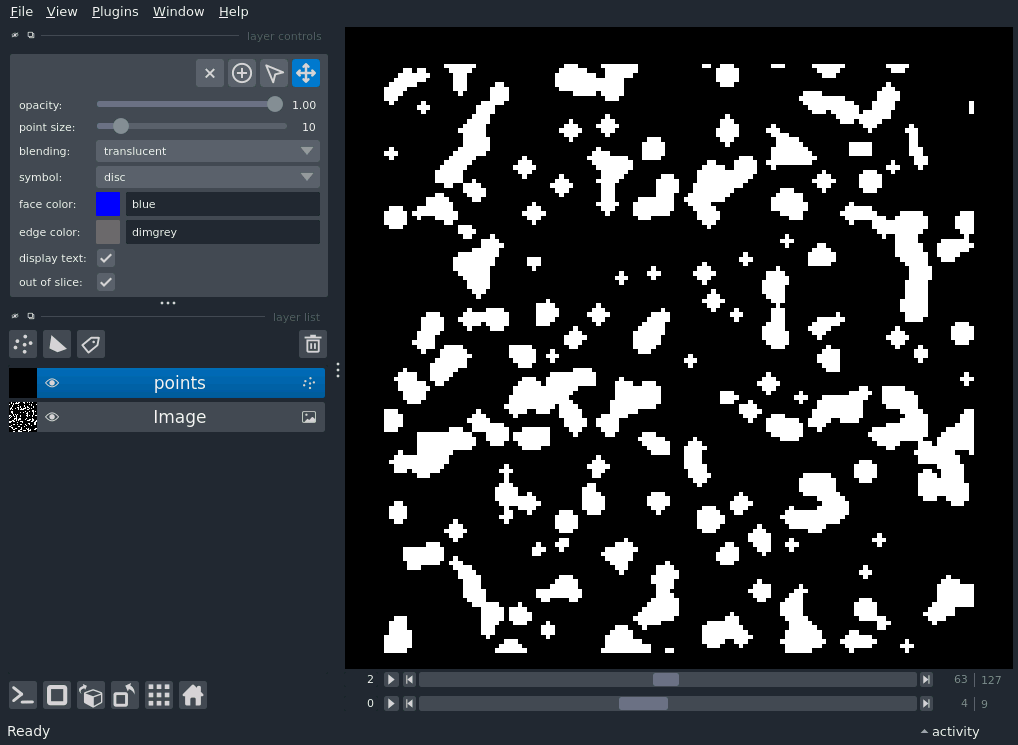 File View Plugins Window Help
layer controls
opacity: 1.00
point size: 10
blending: translucent
symbol: disc
face color: blue
edge color: dimgrey
display text:
out of slice:
layer list
points
Image
2 63 | 127
0 4 | 9
Ready activity